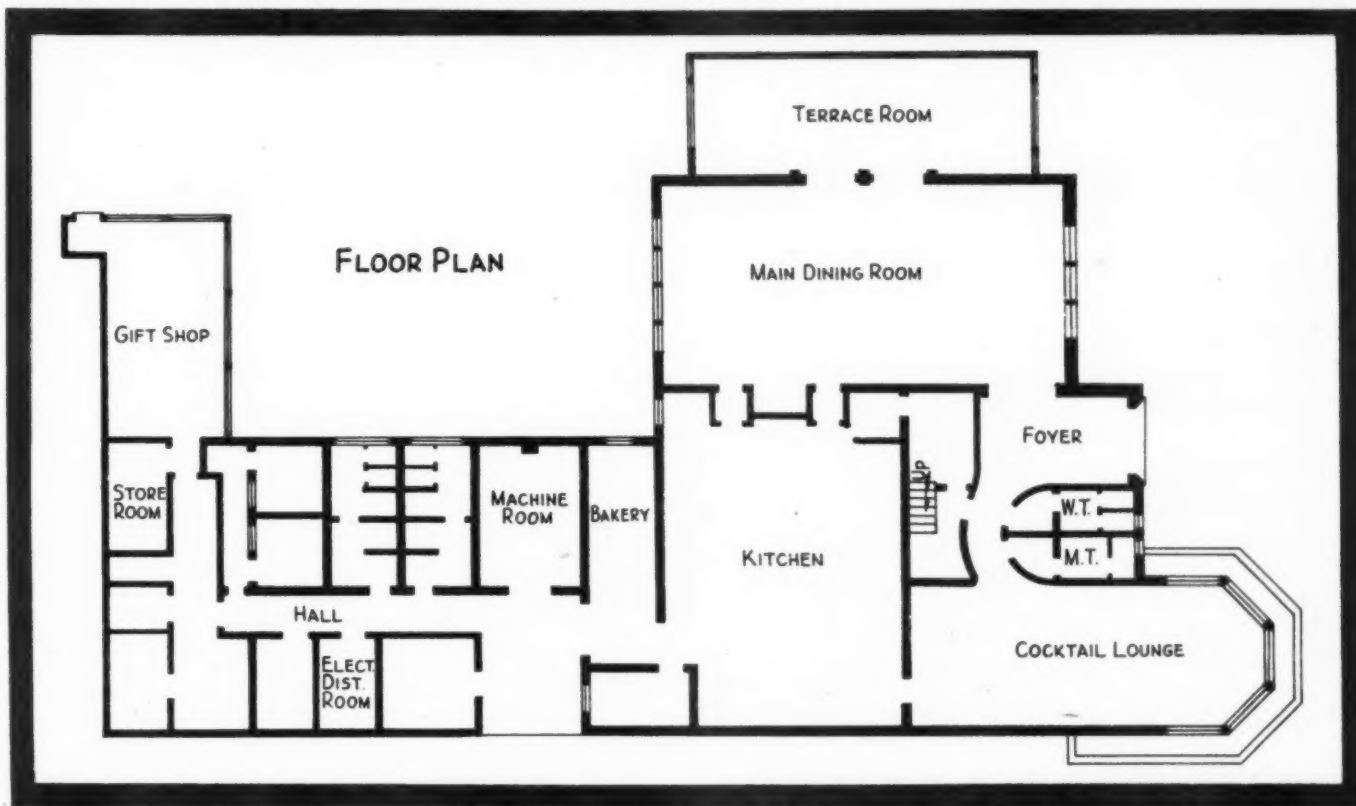 TERRACE ROOM
FLOOR PLAN
MAIN DINING ROOM
GIFT SHOP
FOYER
UP
STORE
ROOM
MACHINE
ROOM
BAKERY
W.T.
KITCHEN
M.T.
HALL
COCKTAIL LOUNGE
ELECT.
DIST.
ROOM